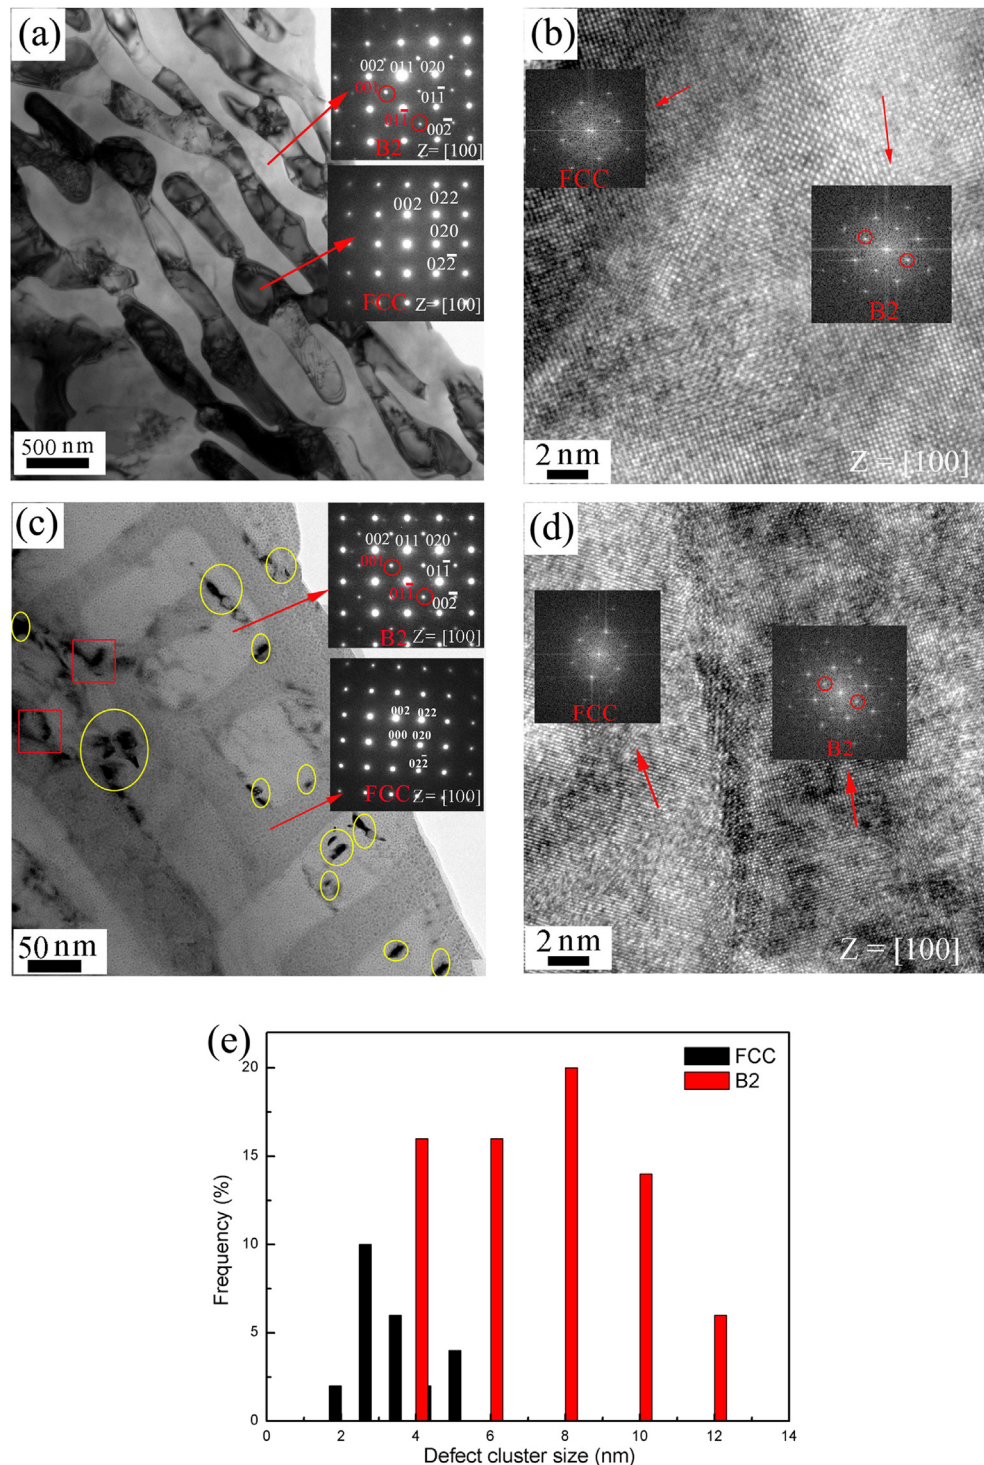 (a)
002 011 020
001
011̅
011̅ 002̅
B2 Z= [100]
002 022
020
022̅
FCC Z= [100]
500 nm
(b)
FCC
B2
2 nm
Z = [100]
(c)
002 011 020
001
011̅
011̅ 002̅
B2 Z= [100]
002 022
000 020
022̅
FCC Z= [100]
50 nm
(d)
FCC
B2
2 nm
Z = [100]
(e)
FCC
B2
20
15
10
5
0
Frequency (%)
0 2 4 6 8 10 12 14
Defect cluster size (nm)